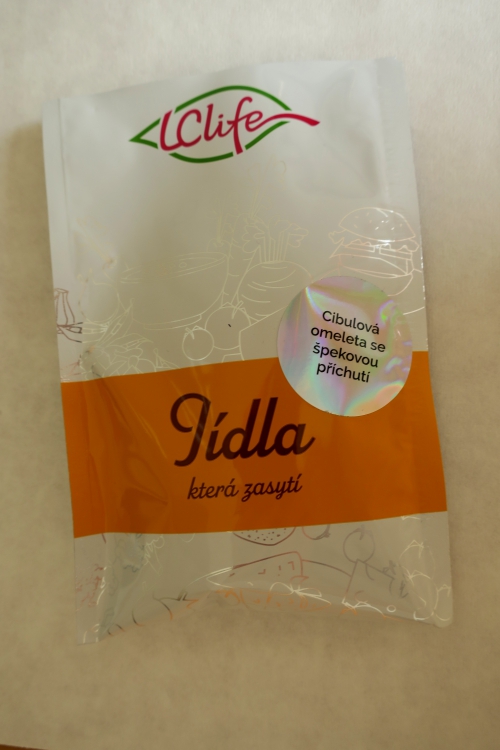 LClife
Cibulová
omeleta se
špekovou
příchutí
Jídla
která zasytí